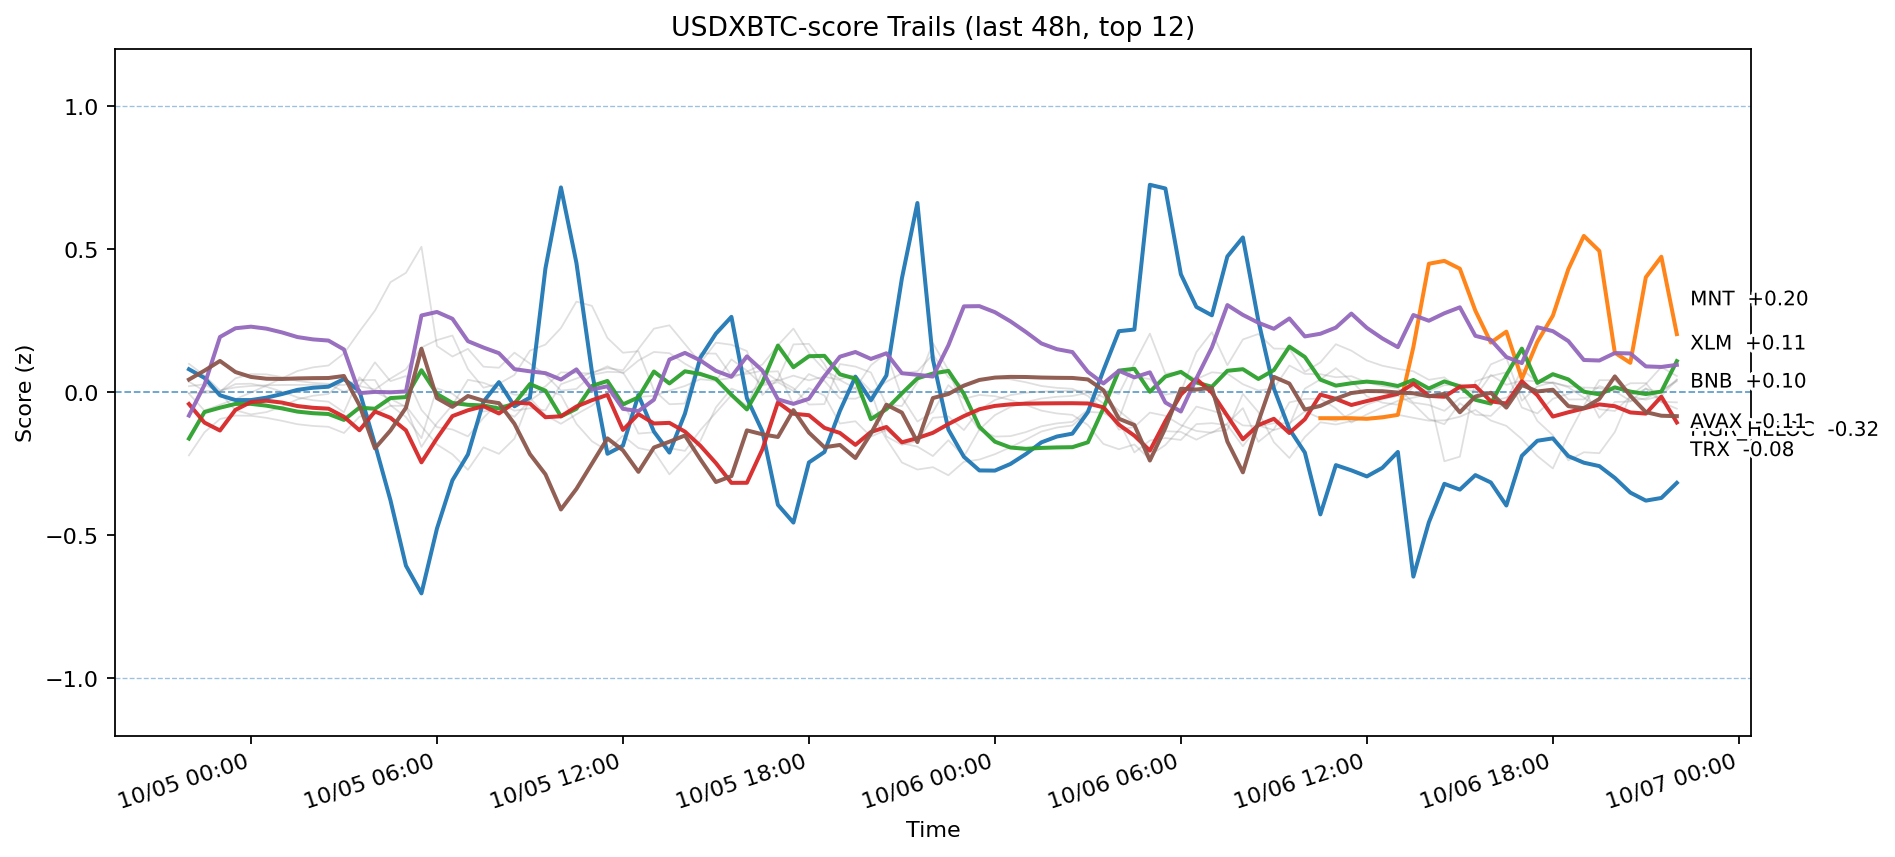 USDXBTC-score Trails (last 48h, top 12)
Score (z)
1.0
0.5
0.0
−0.5
−1.0
MNT +0.20
XLM +0.11
BNB +0.10
AVAX -0.11
-0.32
TRX -0.08
10/05 00:00
10/05 06:00
10/05 12:00
10/05 18:00
10/06 00:00
10/06 06:00
10/06 12:00
10/06 18:00
10/07 00:00
Time